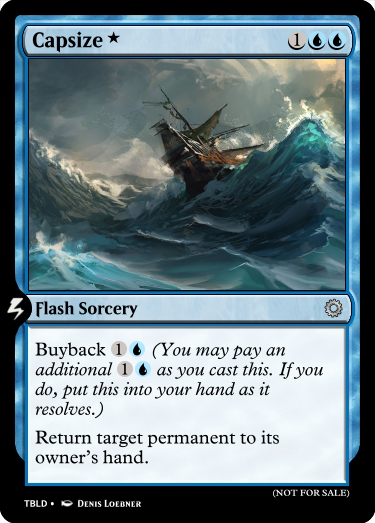 Capsize ★
1
Flash Sorcery
Buyback 1 (You may pay an
additional 1 as you cast this. If you
do, put this into your hand as it
resolves.)
Return target permanent to its
owner's hand.
(NOT FOR SALE)
TBLD • Denis Loebner